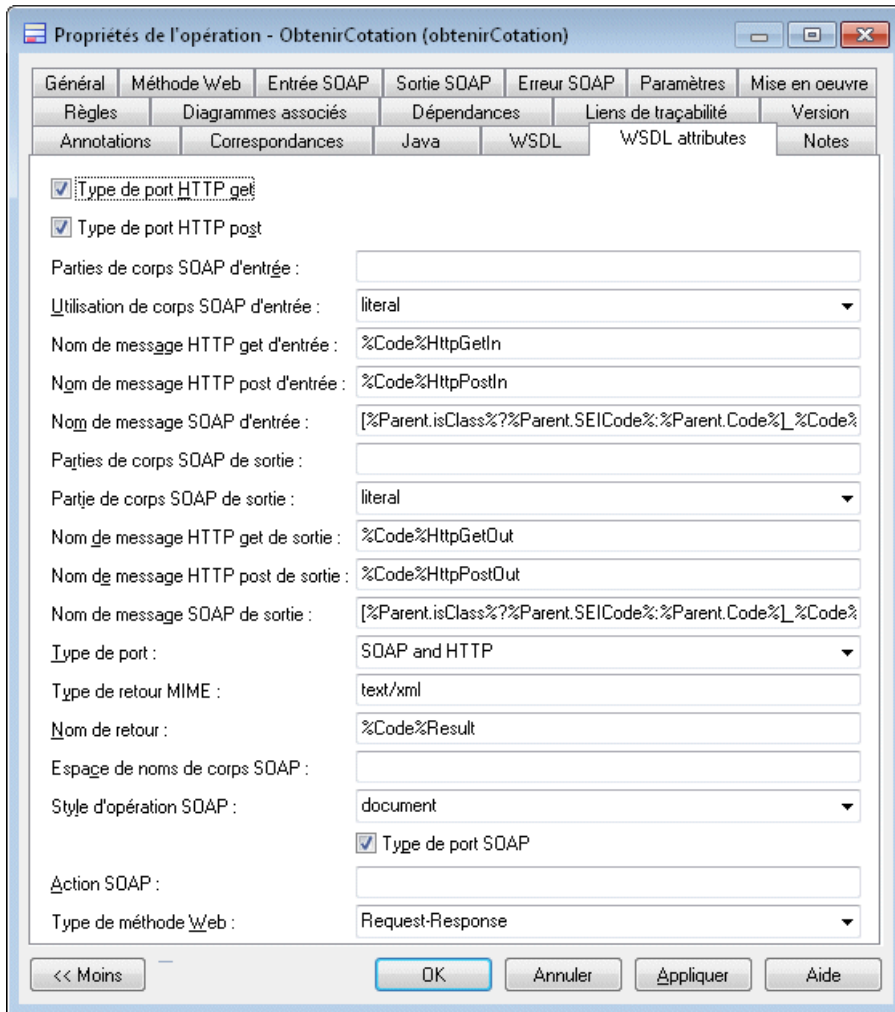 Propriétés de l'opération - ObtenirCotation (obtenirCotation)
Général Méthode Web Entrée SOAP Sortie SOAP Erreur SOAP Paramètres Mise en oeuvre
Règles Diagrammes associés Dépendances Liens de traçabilité Version
Annotations Correspondances Java WSDL WSDL attributes Notes
Type de port HTTP get
Type de port HTTP post
Parties de corps SOAP d'entrée :
Utilisation de corps SOAP d'entrée : literal
Nom de message HTTP get d'entrée : %Code%HttpGetIn
Nom de message HTTP post d'entrée : %Code%HttpPostIn
Nom de message SOAP d'entrée : [%Parent.isClass%?%Parent.SEICode%:%Parent.Code%]_%Code%
Parties de corps SOAP de sortie :
Partie de corps SOAP de sortie : literal
Nom de message HTTP get de sortie : %Code%HttpGetOut
Nom de message HTTP post de sortie : %Code%HttpPostOut
Nom de message SOAP de sortie : [%Parent.isClass%?%Parent.SEICode%:%Parent.Code%]_%Code%
Type de port : SOAP and HTTP
Type de retour MIME : text/xml
Nom de retour : %Code%Result
Espace de noms de corps SOAP :
Style d'opération SOAP : document
Type de port SOAP
Action SOAP :
Type de méthode Web : Request-Response
<< Moins OK Annuler Appliquer Aide